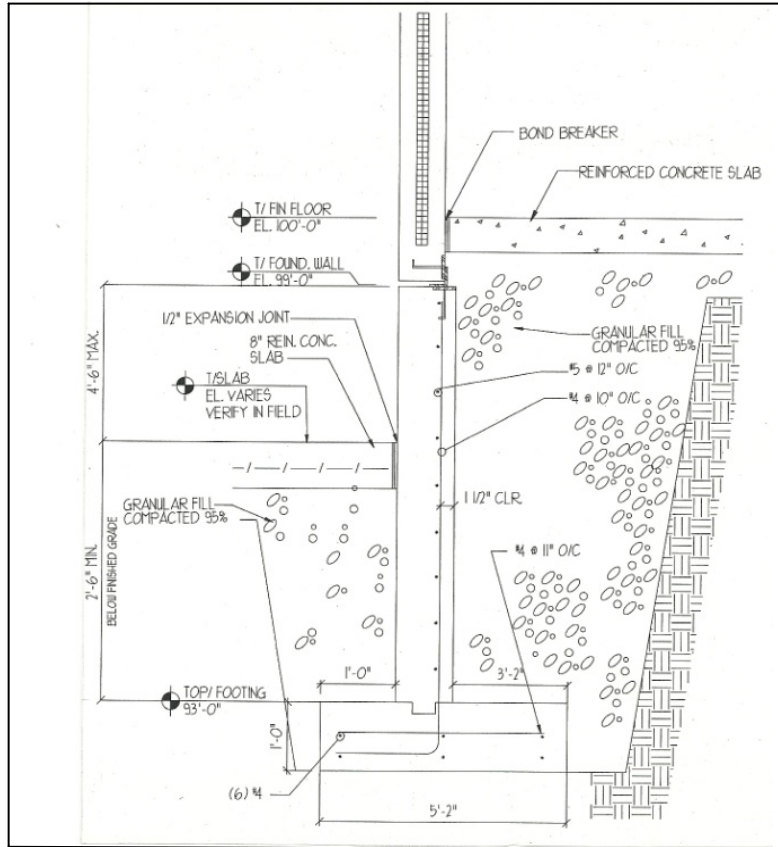 BOND BREAKER
REINFORCED CONCRETE SLAB
T/ FIN FLOOR
EL. 100'-0"
T/ FOUND. WALL
EL. 99'-0"
1/2" EXPANSION JOINT
8" REIN. CONC.
SLAB
GRANULAR FILL
COMPACTED 95%
4'-6" MAX.
T/SLAB
EL. VARIES
VERIFY IN FIELD
#5 @ 12" O/C
#4 @ 10" O/C
1 1/2" CLR.
GRANULAR FILL
COMPACTED 95%
#4 @ 11" O/C
2'-6" MIN.
BELOW FINISHED GRADE
1'-0"
3'-2"
TOP/ FOOTING
93'-0"
1'-0"
(6) #4
5'-2"